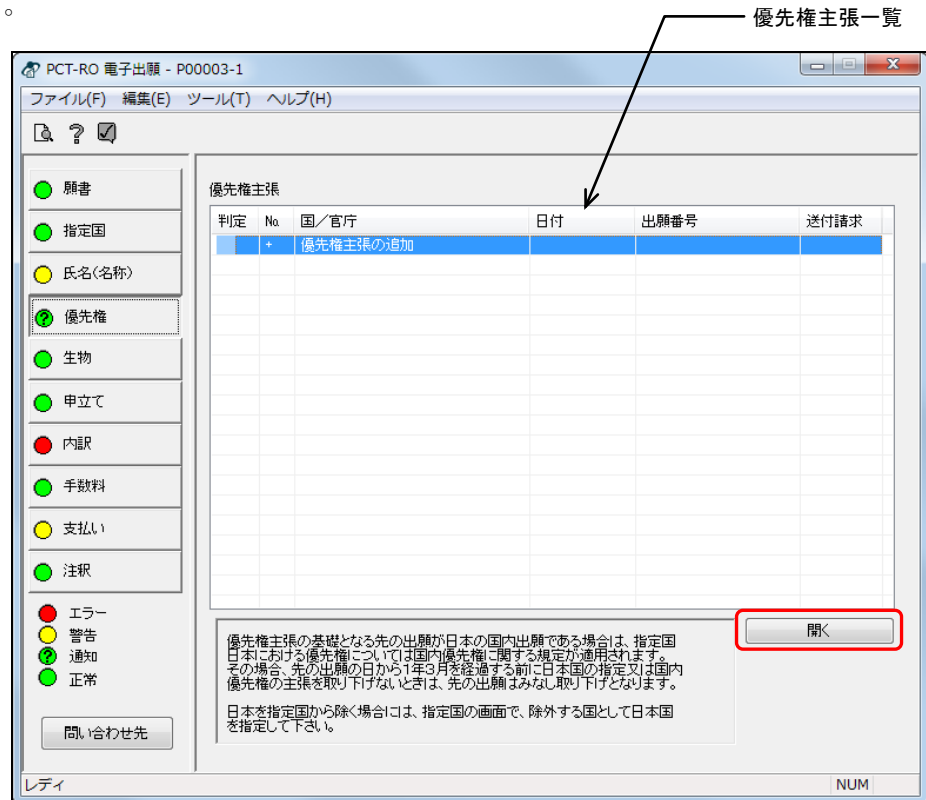 。
優先権主張一覧
PCT-RO 電子出願 - P00003-1
ファイル(F) 編集(E) ツール(T) ヘルプ(H)
願書
指定国
氏名(名称)
優先権
生物
申立て
内訳
手数料
支払い
注釈
エラー
警告
通知
正常
問い合わせ先
優先権主張
判定 No. 国／官庁 日付 出願番号 送付請求
+ 優先権主張の追加
優先権主張の基礎となる先の出願が日本の国内出願である場合は、指定国
日本における優先権については国内優先権に関する規定が適用されます。
その場合、先の出願の日から1年3月を経過する前に日本国の指定又は国内
優先権の主張を取り下げないときは、先の出願はみなし取り下げとなります。
日本を指定国から除く場合には、指定国の画面で、除外する国として日本国
を指定して下さい。
開く
レディ NUM